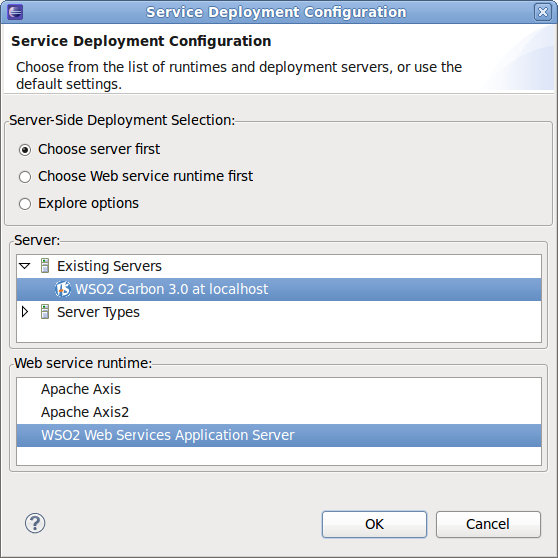 Service Deployment Configuration
Service Deployment Configuration
Choose from the list of runtimes and deployment servers, or use the
default settings.
Server-Side Deployment Selection:
Choose server first
Choose Web service runtime first
Explore options
Server:
Existing Servers
WSO2 Carbon 3.0 at localhost
Server Types
Web service runtime:
Apache Axis
Apache Axis2
WSO2 Web Services Application Server
?
OK
Cancel